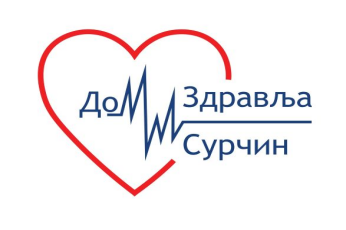 Дом Здравља
Сурчин